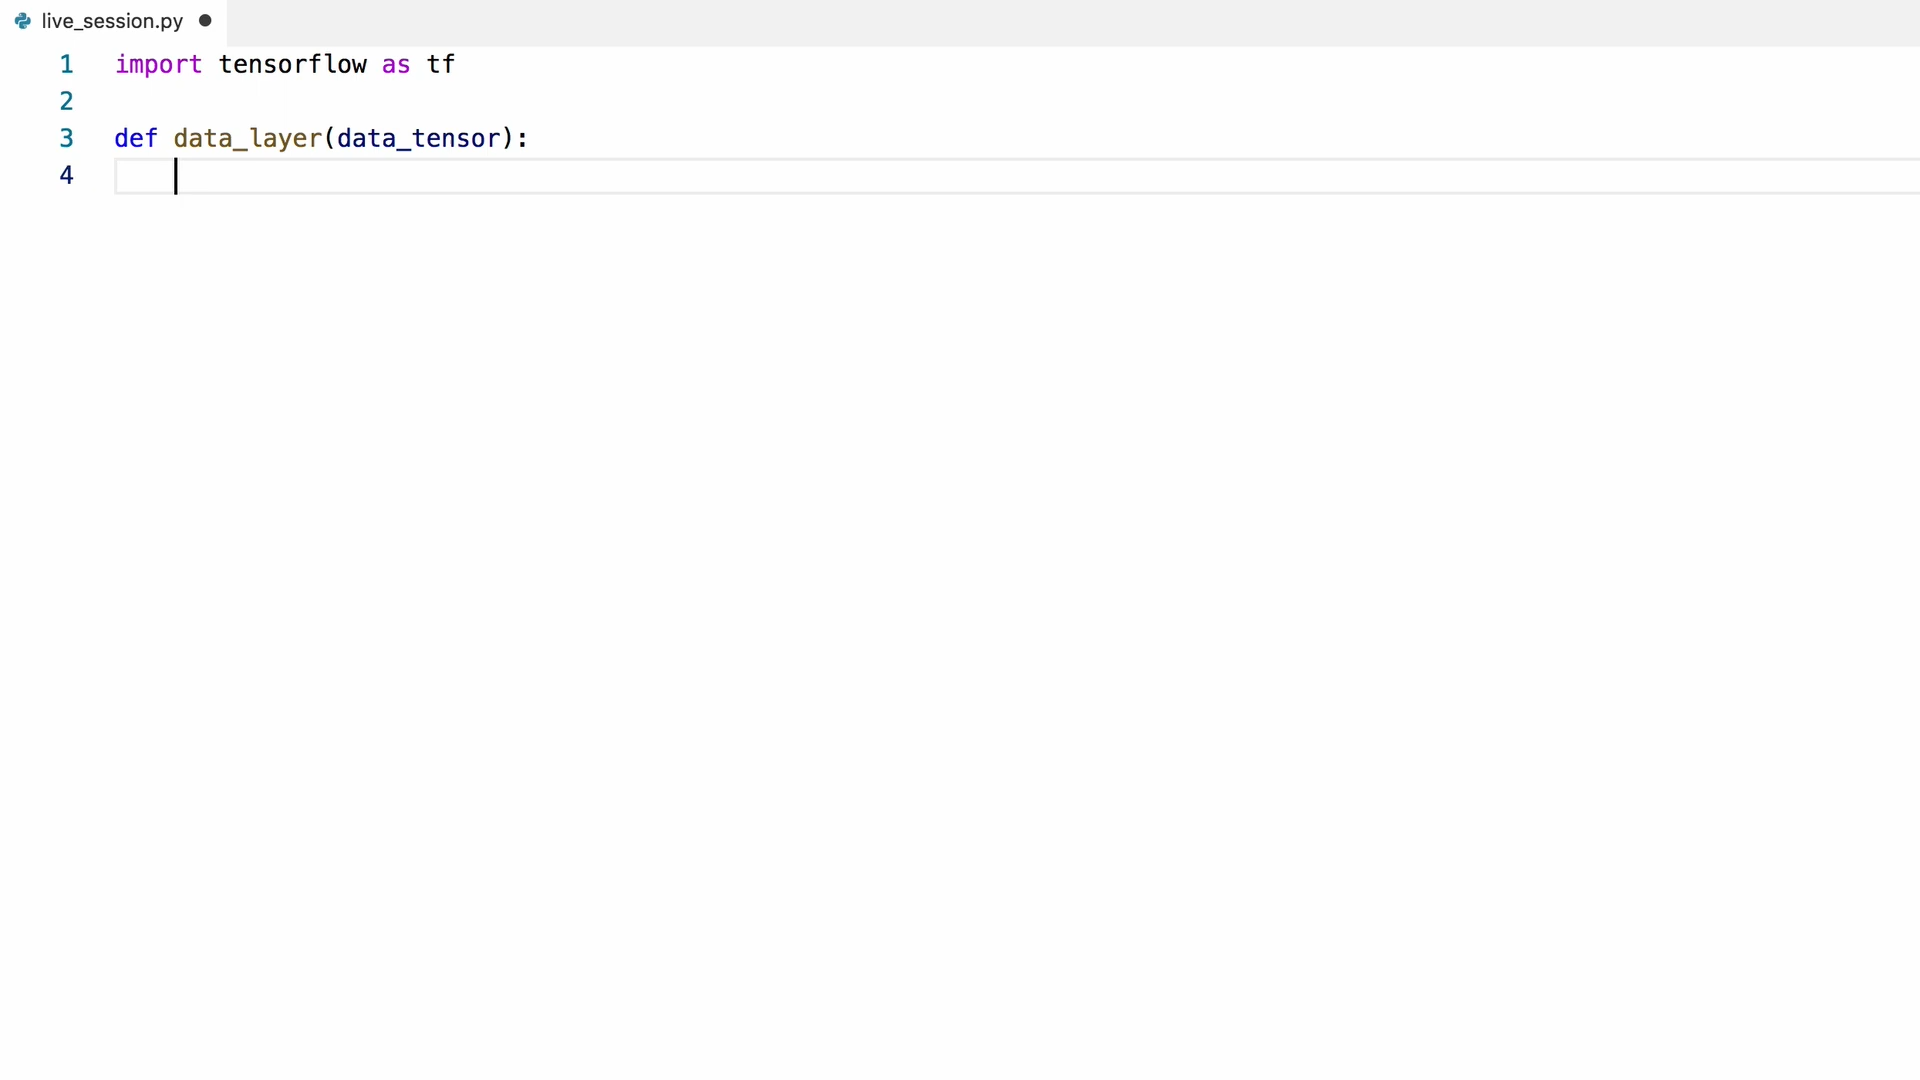 live_session.py
1 import tensorflow as tf
2
3 def data_layer(data_tensor):
4